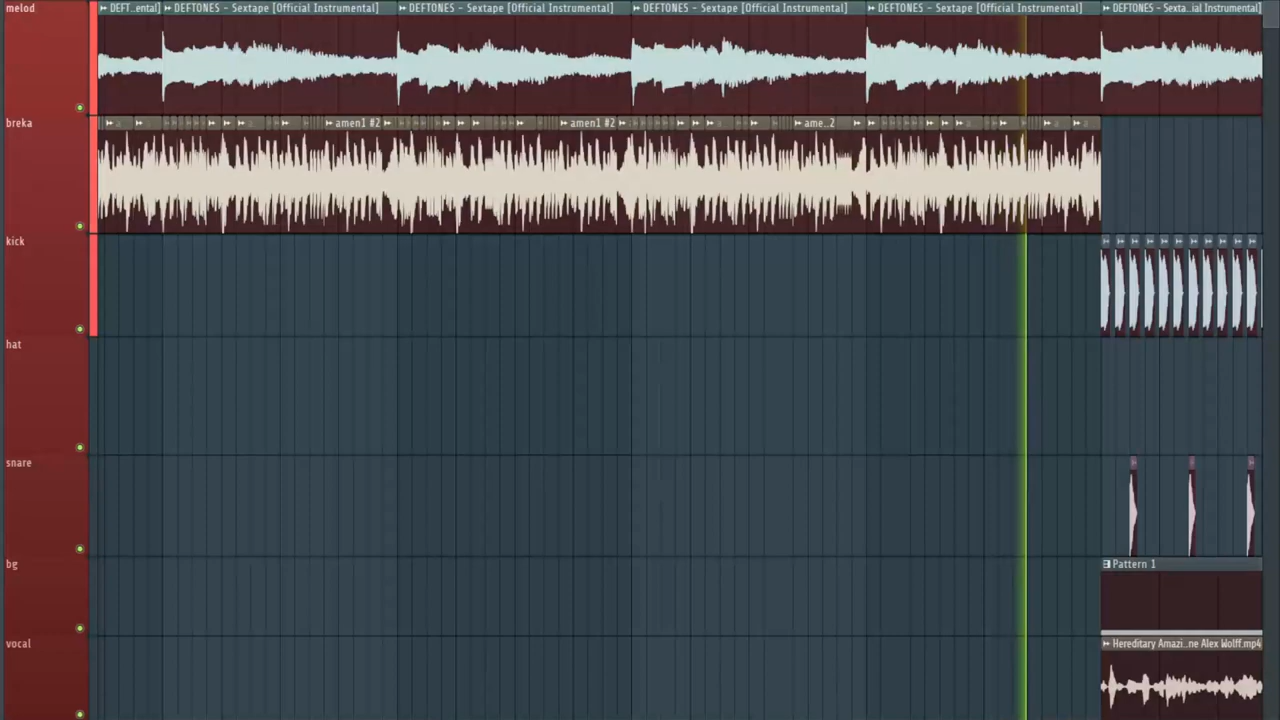 melod
DEFT..ental]
DEFTONES - Sextape [Official Instrumental]
DEFTONES - Sextape [Official Instrumental]
DEFTONES - Sextape [Official Instrumental]
DEFTONES - Sextape [Official Instrumental]
DEFTONES - Sexta..ial Instrumental]
breka
amen1 #2
amen1 #2
ame..2
kick
hat
snare
bg
Pattern 1
vocal
Hereditary Amazi..ne Alex Wolff.mp4